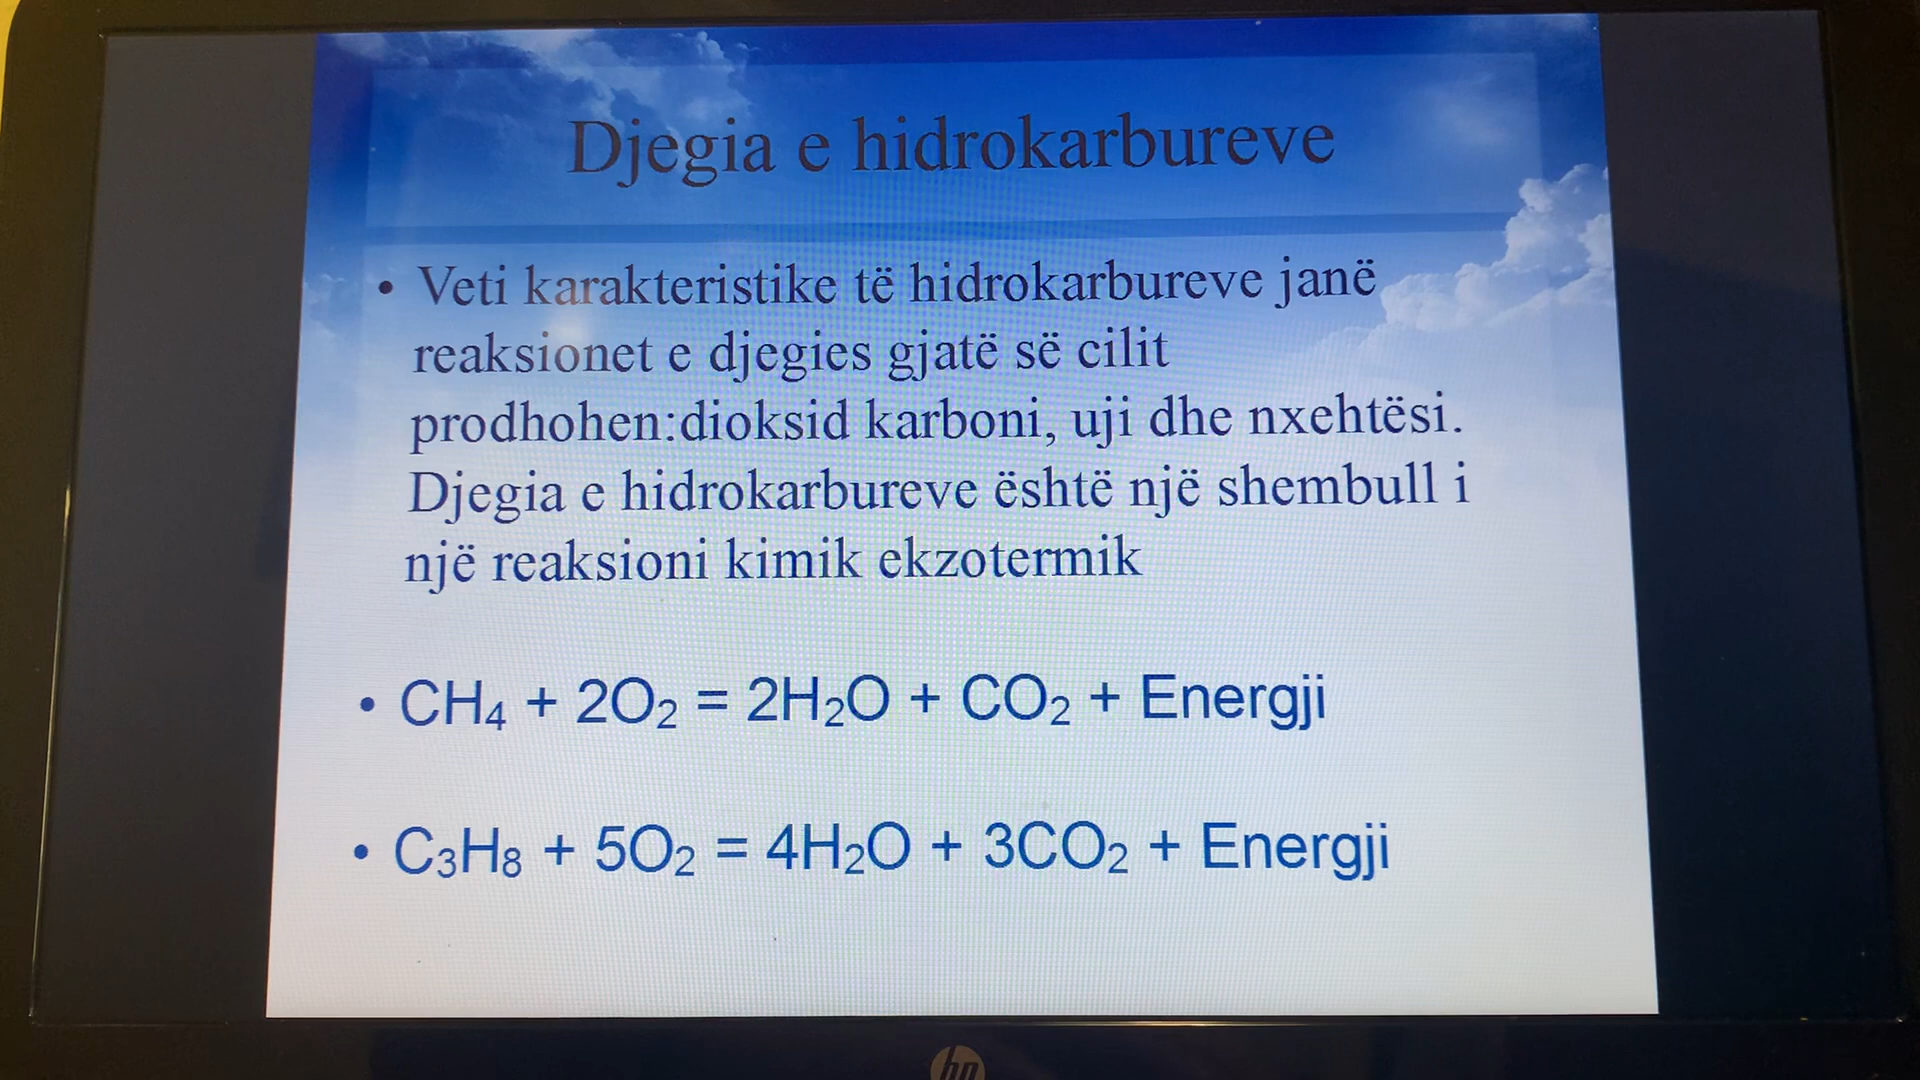 Djegia e hidrokarbureve
• Veti karakteristike të hidrokarbureve janë
reaksionet e djegies gjatë së cilit
prodhohen:dioksid karboni, uji dhe nxehtësi.
Djegia e hidrokarbureve është një shembull i
një reaksioni kimik ekzotermik
• CH₄ + 2O₂ = 2H₂O + CO₂ + Energji
• C₃H₈ + 5O₂ = 4H₂O + 3CO₂ + Energji
hp